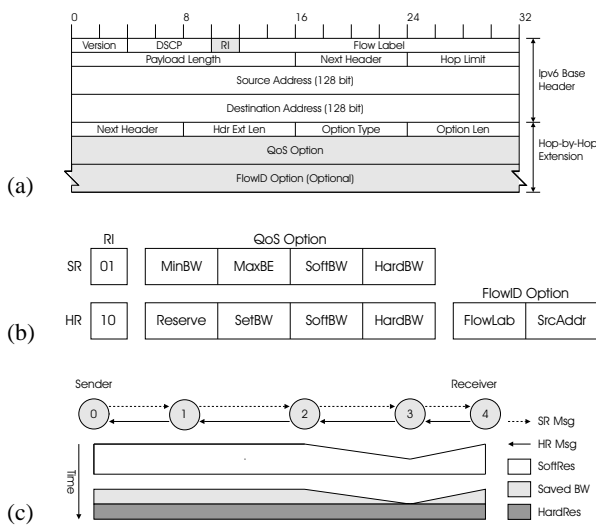 0 8 16 24 32
Version DSCP RI Flow Label
Payload Length Next Header Hop Limit
Source Address (128 bit)
Destination Address (128 bit)
Ipv6 Base
Header
Next Header Hdr Ext Len Option Type Option Len
QoS Option
FlowID Option (Optional)
Hop-by-Hop
Extension
(a)
RI QoS Option
SR 01 MinBW MaxBE SoftBW HardBW
FlowID Option
HR 10 Reserve SetBW SoftBW HardBW FlowLab SrcAddr
(b)
Sender Receiver
0 1 2 3 4
SR Msg
HR Msg
SoftRes
Saved BW
HardRes
Time
(c)